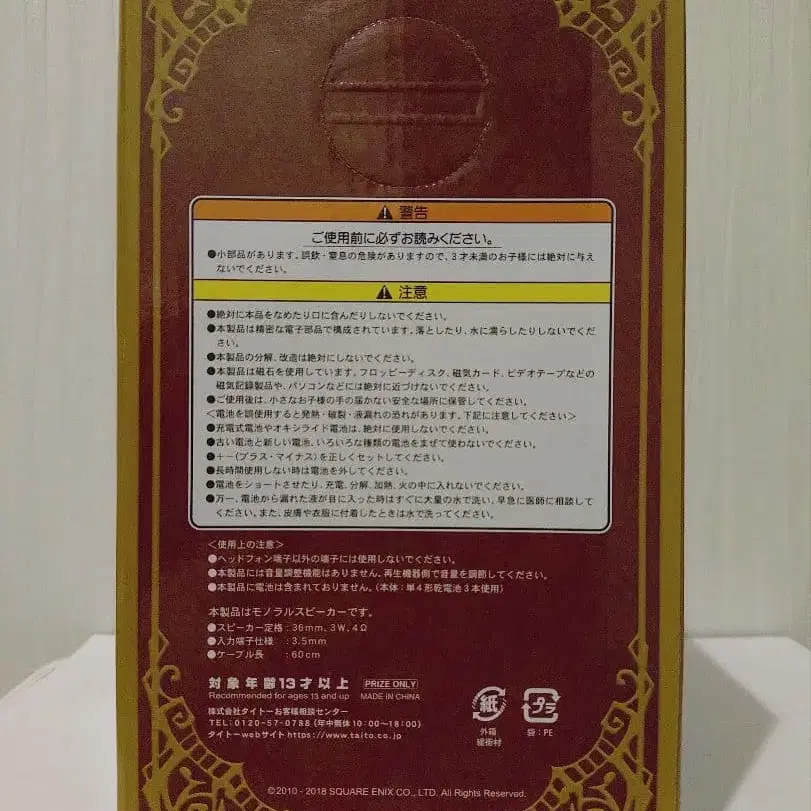 警告
ご使用前に必ずお読みください。
●小部品があります。誤飲・窒息の危険がありますので、3才未満のお子様には絶対に与え
ないでください。
注意
●絶対に本品をなめたり口に含んだりしないでください。
●本製品は精密な電子部品で構成されています。落としたり、水に濡らしたりしないでくだ
さい。
●本製品の分解、改造は絶対にしないでください。
●本製品は磁石を使用しています。フロッピーディスク、磁気カード、ビデオテープなどの
磁気記録製品や、パソコンなどには絶対に近づけないでください。
●ご使用後は、小さなお子様の手の届かない安全な場所に保管してください。
<電池を誤使用すると発熱・破裂・液漏れの恐れがあります。下記に注意してください>
●充電式電池やオキシライド電池は、絶対に使用しないでください。
●古い電池と新しい電池、いろいろな種類の電池をまぜて使わないでください。
●+-(プラス・マイナス)を正しくセットしてください。
●長時間使用しない時は電池を外してください。
●電池をショートさせたり、充電、分解、加熱、火の中に入れないでください。
●万一、電池から漏れた液が目に入った時はすぐに大量の水で洗い、早急に医師に相談して
ください。また、皮膚や衣服に付着したときは水で洗ってください。
<使用上の注意>
●ヘッドフォン端子以外の端子には使用しないでください。
●本製品には音量調整機能はありません。再生機器側で音量を調節してください。
●本製品に電池は含まれておりません。(本体:単4形乾電池3本使用)
本製品はモノラルスピーカーです。
●スピーカー定格:36mm、3W、4Ω
●入力端子仕様 :3.5mm
●ケーブル長 :60cm
対象年齢13才以上 PRIZE ONLY
Recommended for ages 13 and up MADE IN CHINA
株式会社タイトーお客様相談センター
TEL:0120-57-0788(年中無休10:00~18:00)
タイトーwebサイト https://www.taito.co.jp
紙
外箱
緩衝材
プラ
袋:PE
©2010 - 2018 SQUARE ENIX CO., LTD. All Rights Reserved.